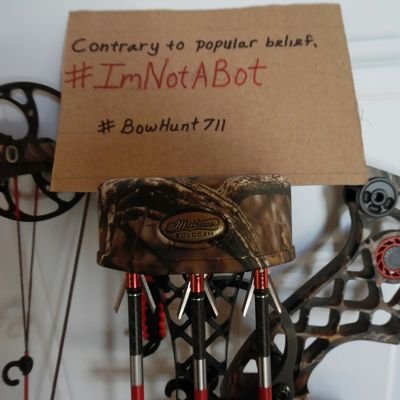 Contrary to popular belief,
#ImNotABot
#BowHunt711
Mathews
SOLOCAM